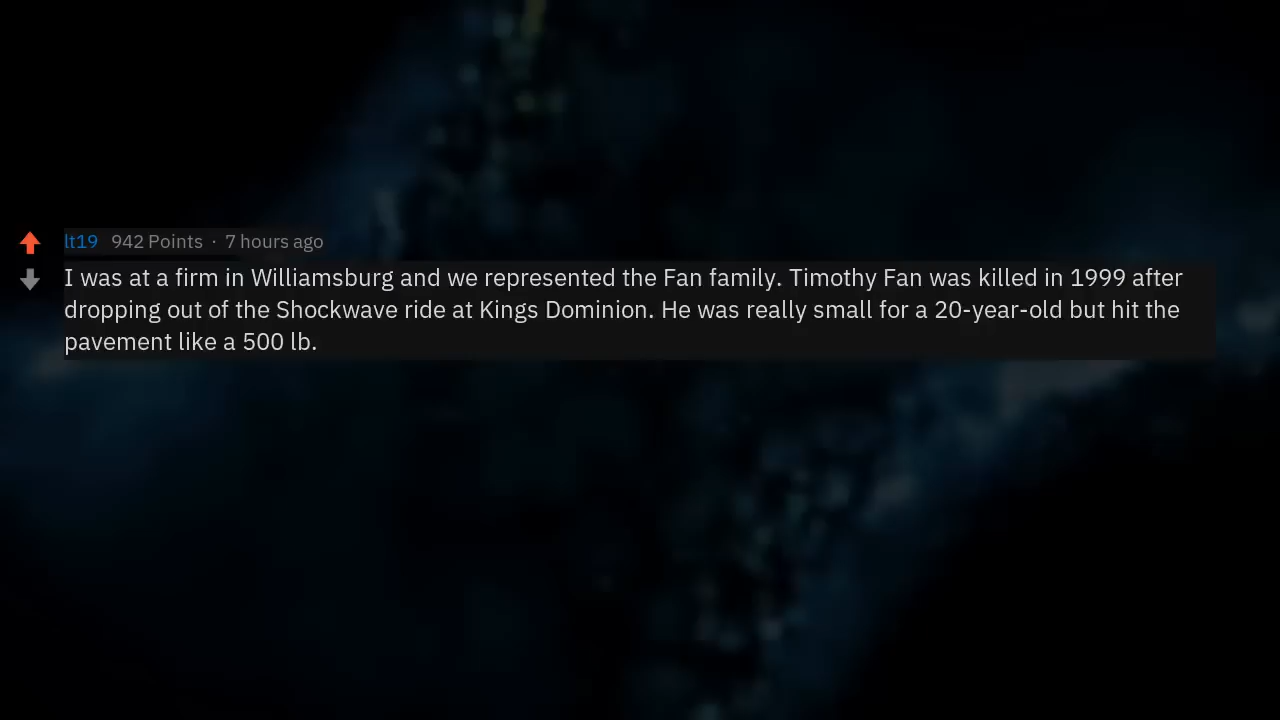 lt19 942 Points · 7 hours ago
I was at a firm in Williamsburg and we represented the Fan family. Timothy Fan was killed in 1999 after
dropping out of the Shockwave ride at Kings Dominion. He was really small for a 20-year-old but hit the
pavement like a 500 lb.